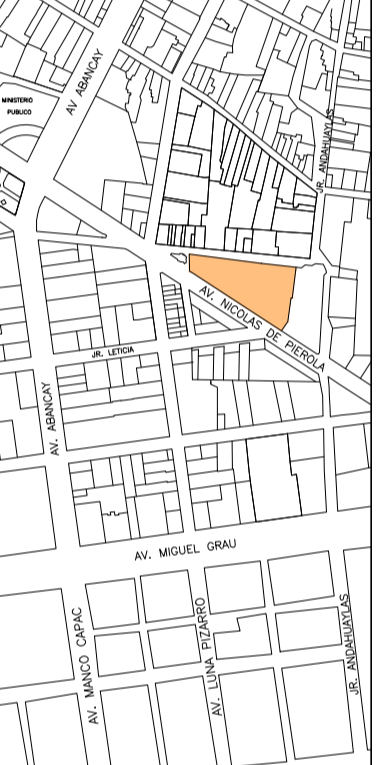 AV ABANCAY
MINISTERIO
PUBUCO
JR. ANDAHUAYLAS
AV. NICOLAS DE PIEROLA
JR. LETICIA
AV. ABANCAY
AV. MIGUEL GRAU
AV. MANCO CAPAC
AV. LUNA PIZARRO
JR. ANDAHUAYLAS